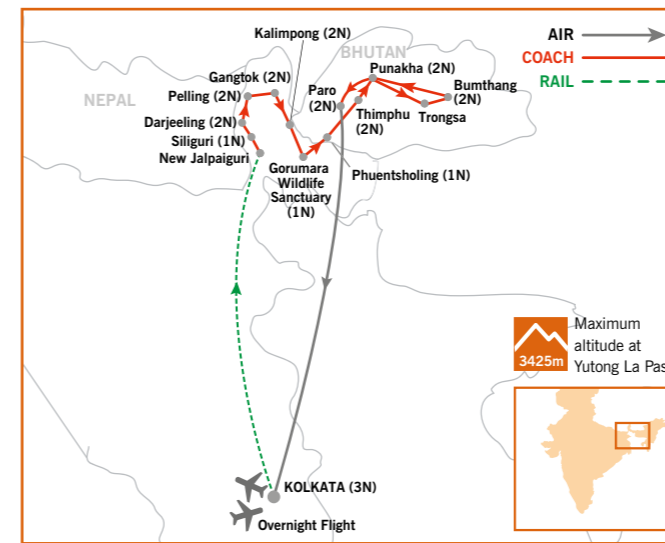 Kalimpong (2N)
BHUTAN
AIR
COACH
RAIL
Gangtok (2N)
Punakha (2N)
NEPAL
Pelling (2N)
Paro
(2N)
Bumthang
(2N)
Darjeeling (2N)
Thimphu
(2N)
Trongsa
Siliguri (1N)
New Jalpaiguri
Gorumara
Wildlife
Sanctuary
(1N)
Phuentsholing (1N)
Maximum
altitude at
Yutong La Pas
3425m
KOLKATA (3N)
Overnight Flight